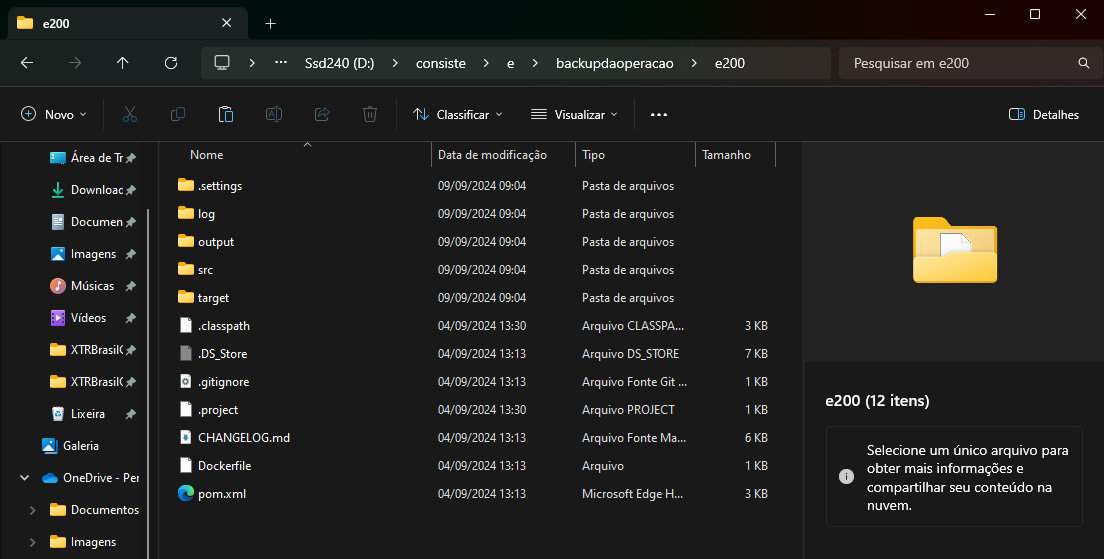 e200
Ssd240 (D:) consiste e backupdaoperacao e200
Pesquisar em e200
Novo
Classificar
Visualizar
Detalhes
Área de Tr
Downloac
Documen
Imagens
Músicas
Vídeos
XTRBrasil
XTRBrasil
Lixeira
Galeria
OneDrive - Per
Documentos
Imagens
Nome Data de modificação Tipo Tamanho
.settings 09/09/2024 09:04 Pasta de arquivos
log 09/09/2024 09:04 Pasta de arquivos
output 09/09/2024 09:04 Pasta de arquivos
src 09/09/2024 09:04 Pasta de arquivos
target 09/09/2024 09:04 Pasta de arquivos
.classpath 04/09/2024 13:30 Arquivo CLASSPA... 3 KB
.DS_Store 04/09/2024 13:13 Arquivo DS_STORE 7 KB
.gitignore 04/09/2024 13:13 Arquivo Fonte Git ... 1 KB
.project 04/09/2024 13:30 Arquivo PROJECT 1 KB
CHANGELOG.md 04/09/2024 13:13 Arquivo Fonte Ma... 6 KB
Dockerfile 04/09/2024 13:13 Arquivo 1 KB
pom.xml 04/09/2024 13:13 Microsoft Edge H... 3 KB
e200 (12 itens)
Selecione um único arquivo para
obter mais informações e
compartilhar seu conteúdo na
nuvem.